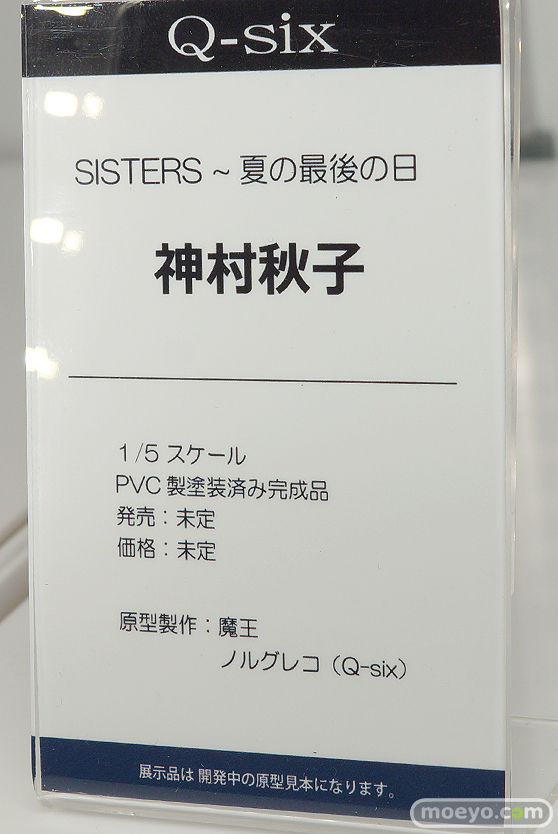 Q-six
SISTERS ~ 夏の最後の日
神村秋子
1/5 スケール
PVC 製塗装済み完成品
発売：未定
価格：未定
原型製作：魔王
ノルグレコ（Q-six）
展示品は 開発中の原型見本になります。
moeyo.com